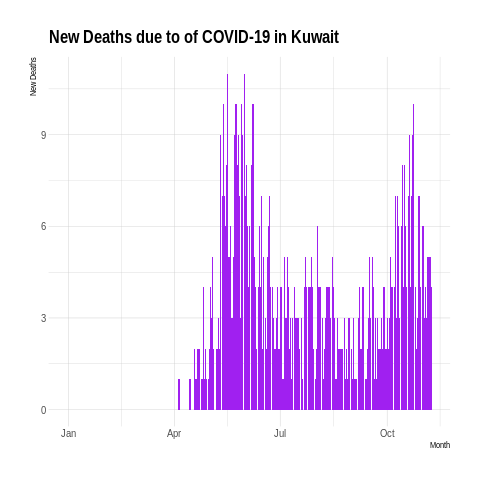 New Deaths due to of COVID-19 in Kuwait
New Deaths
9
6
3
0
Jan Apr Jul Oct
Month